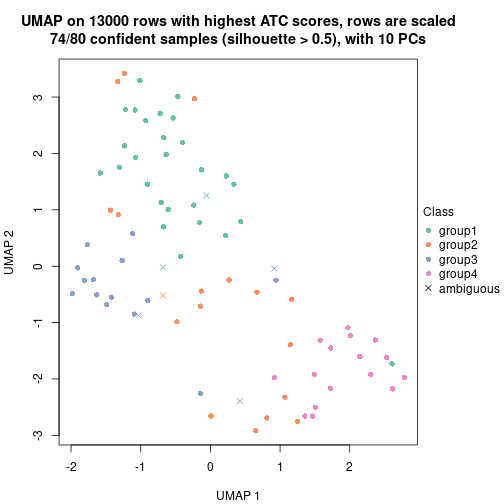 UMAP on 13000 rows with highest ATC scores, rows are scaled
74/80 confident samples (silhouette > 0.5), with 10 PCs
3
2
1
0
-1
-2
-3
UMAP 2
-2
-1
0
1
2
UMAP 1
Class
group1
group2
group3
group4
ambiguous